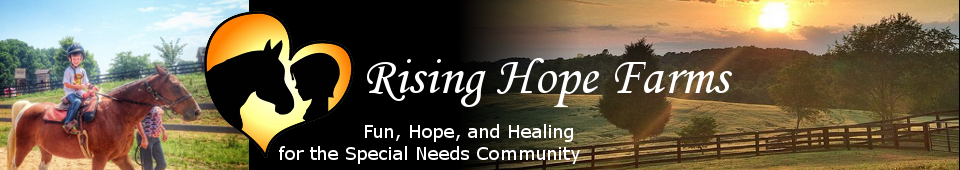 Rising Hope Farms
Fun, Hope, and Healing
for the Special Needs Community